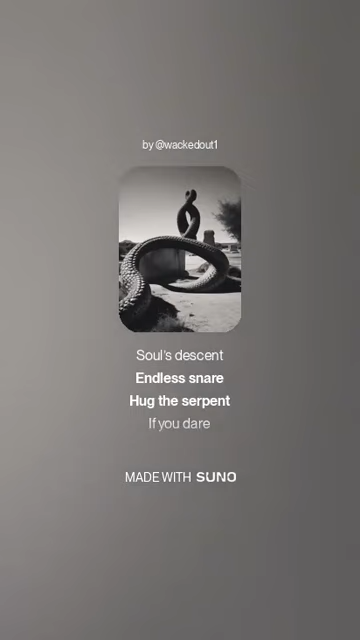 by @wackedout1
Soul's descent
Endless snare
Hug the serpent
If you dare
MADE WITH SUNO